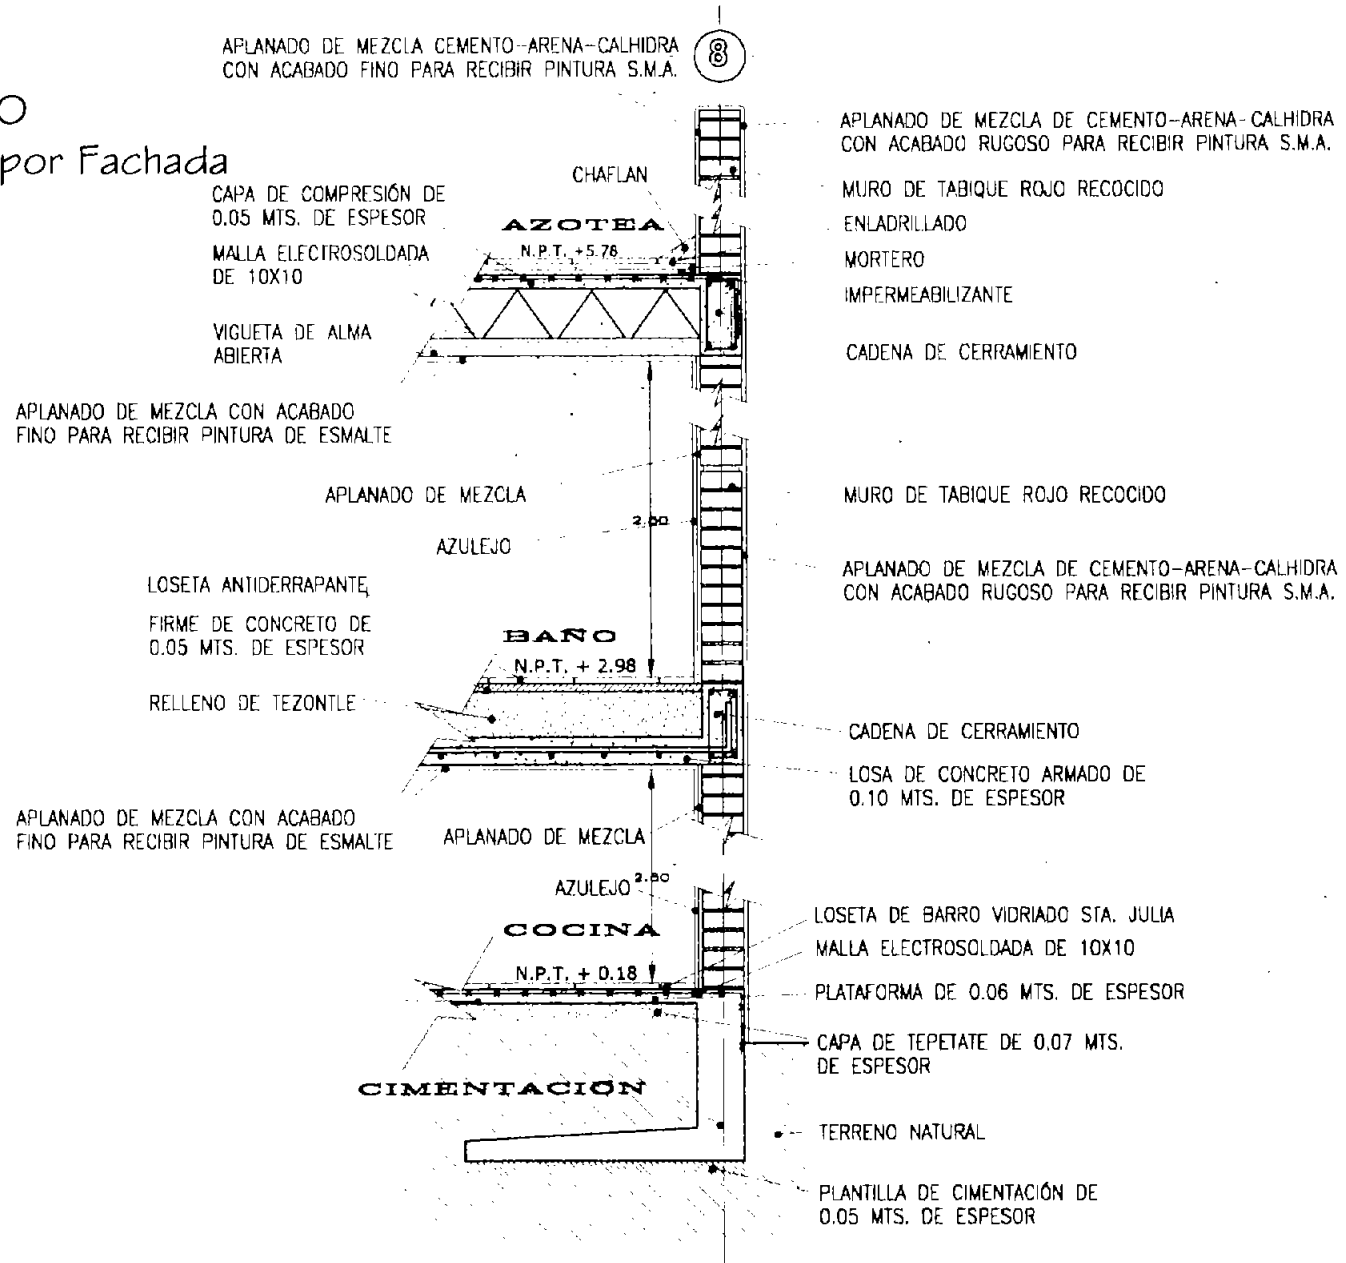 APLANADO DE MEZCLA CEMENTO-ARENA-CALHIDRA
CON ACABADO FINO PARA RECIBIR PINTURA S.M.A.
8
O
por Fachada
APLANADO DE MEZCLA DE CEMENTO-ARENA-CALHIDRA
CON ACABADO RUGOSO PARA RECIBIR PINTURA S.M.A.
CHAFLAN
CAPA DE COMPRESIÓN DE
0.05 MTS. DE ESPESOR
MURO DE TABIQUE ROJO RECOCIDO
AZOTEA
N.P.T. +5.78
ENLADRILLADO
MALLA ELECTROSOLDADA
DE 10X10
MORTERO
IMPERMEABILIZANTE
VIGUETA DE ALMA
ABIERTA
CADENA DE CERRAMIENTO
APLANADO DE MEZCLA CON ACABADO
FINO PARA RECIBIR PINTURA DE ESMALTE
APLANADO DE MEZCLA
MURO DE TABIQUE ROJO RECOCIDO
AZULEJO
APLANADO DE MEZCLA DE CEMENTO-ARENA-CALHIDRA
CON ACABADO RUGOSO PARA RECIBIR PINTURA S.M.A.
LOSETA ANTIDERRAPANTE
FIRME DE CONCRETO DE
0.05 MTS. DE ESPESOR
BAÑO
N.P.T. + 2.98
RELLENO DE TEZONTLE
CADENA DE CERRAMIENTO
LOSA DE CONCRETO ARMADO DE
0.10 MTS. DE ESPESOR
APLANADO DE MEZCLA CON ACABADO
FINO PARA RECIBIR PINTURA DE ESMALTE
APLANADO DE MEZCLA
AZULEJO
COCINA
N.P.T. + 0.18
LOSETA DE BARRO VIDRIADO STA. JULIA
MALLA ELECTROSOLDADA DE 10X10
PLATAFORMA DE 0.06 MTS. DE ESPESOR
CAPA DE TEPETATE DE 0.07 MTS.
DE ESPESOR
CIMENTACIÓN
TERRENO NATURAL
PLANTILLA DE CIMENTACIÓN DE
0.05 MTS. DE ESPESOR